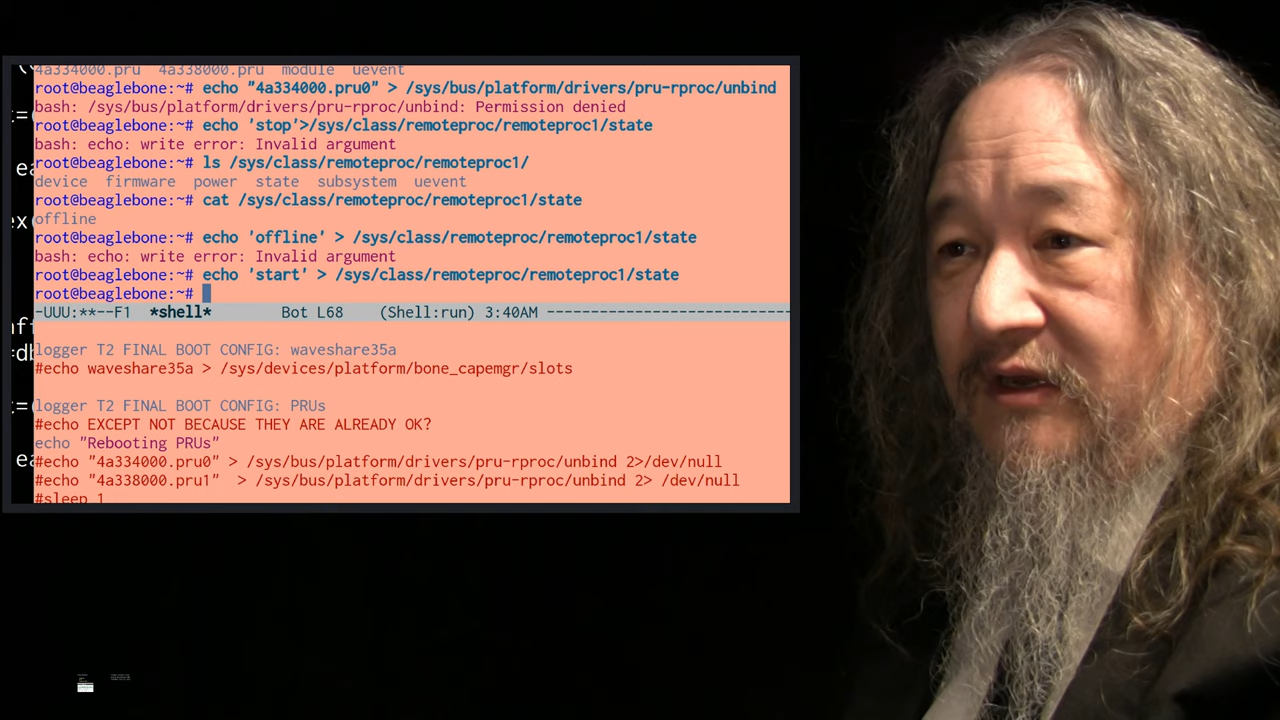 4a334000.pru  4a338000.pru  module  uevent
root@beaglebone:~# echo "4a334000.pru0" > /sys/bus/platform/drivers/pru-rproc/unbind
bash: /sys/bus/platform/drivers/pru-rproc/unbind: Permission denied
root@beaglebone:~# echo 'stop'>/sys/class/remoteproc/remoteproc1/state
bash: echo: write error: Invalid argument
root@beaglebone:~# ls /sys/class/remoteproc/remoteproc1/
device  firmware  power  state  subsystem  uevent
root@beaglebone:~# cat /sys/class/remoteproc/remoteproc1/state
offline
root@beaglebone:~# echo 'offline' > /sys/class/remoteproc/remoteproc1/state
bash: echo: write error: Invalid argument
root@beaglebone:~# echo 'start' > /sys/class/remoteproc/remoteproc1/state
root@beaglebone:~#
-UUU:**--F1  *shell*        Bot L68    (Shell:run) 3:40AM ----------------------------
logger T2 FINAL BOOT CONFIG: waveshare35a
#echo waveshare35a > /sys/devices/platform/bone_capemgr/slots
logger T2 FINAL BOOT CONFIG: PRUs
#echo EXCEPT NOT BECAUSE THEY ARE ALREADY OK?
echo "Rebooting PRUs"
#echo "4a334000.pru0" > /sys/bus/platform/drivers/pru-rproc/unbind 2>/dev/null
#echo "4a338000.pru1"  > /sys/bus/platform/drivers/pru-rproc/unbind 2> /dev/null
#sleep 1